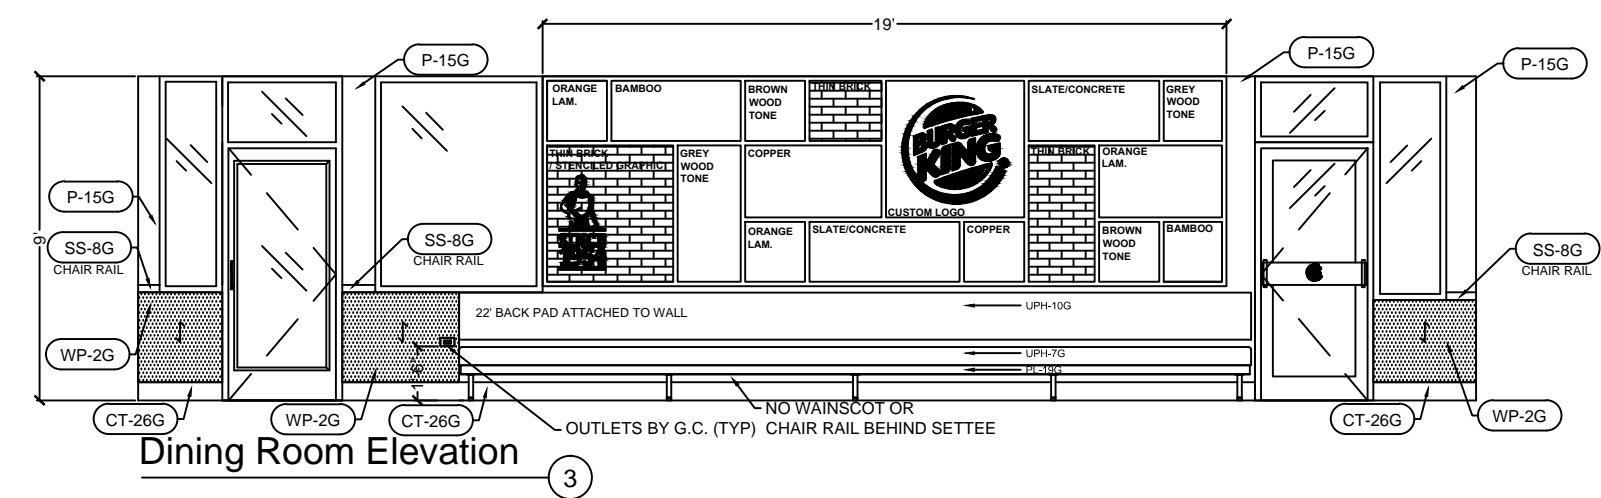 19'
P-15G
P-15G
P-15G
ORANGE
LAM.
BAMBOO
BROWN
WOOD
TONE
THIN BRICK
BURGER
KING
SLATE/CONCRETE
GREY
WOOD
TONE
THIN BRICK
/ STENCILED GRAPHIC
GREY
WOOD
TONE
COPPER
THIN BRICK
ORANGE
LAM.
P-15G
9'
SS-8G
CHAIR RAIL
SS-8G
CHAIR RAIL
SINCE
1954
CUSTOM LOGO
ORANGE
LAM.
SLATE/CONCRETE
COPPER
BROWN
WOOD
TONE
BAMBOO
SS-8G
CHAIR RAIL
22' BACK PAD ATTACHED TO WALL
UPH-10G
WP-2G
1'-6"
UPH-7G
PL-19G
CT-26G
WP-2G
CT-26G
NO WAINSCOT OR
CHAIR RAIL BEHIND SETTEE
OUTLETS BY G.C. (TYP)
CT-26G
WP-2G
Dining Room Elevation
3